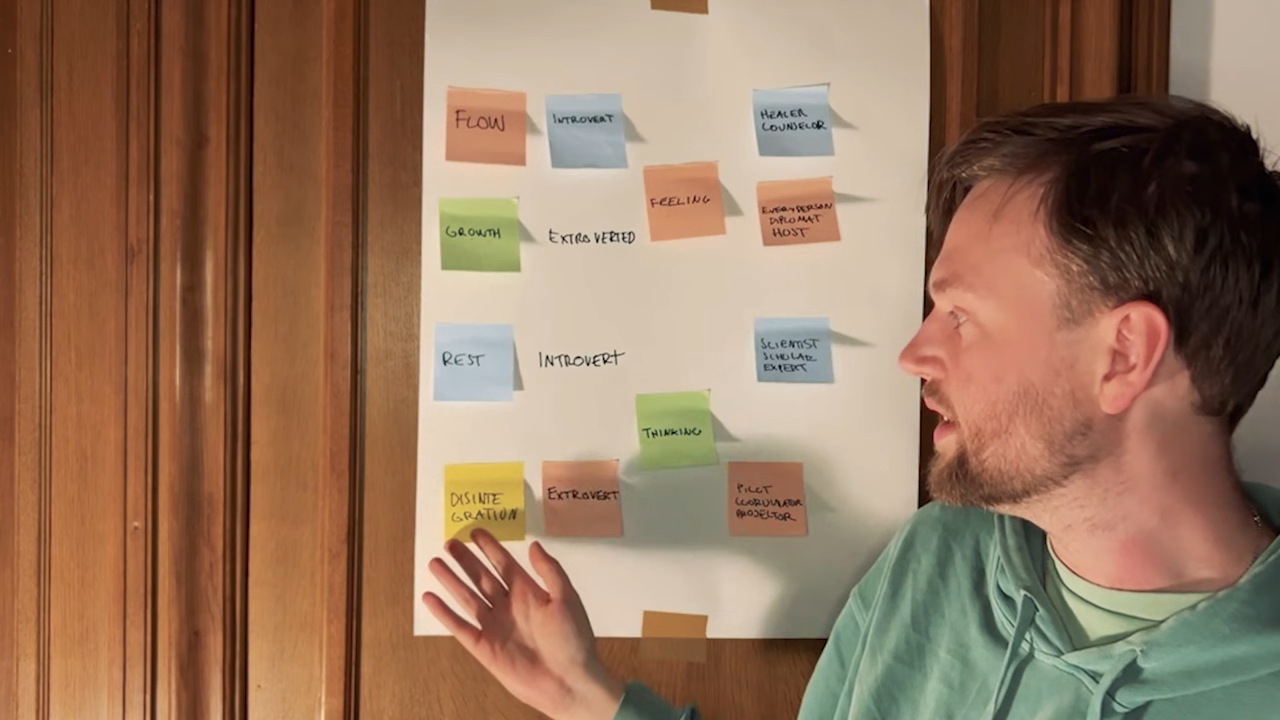 FLOW
INTROVERT
HEALER
COUNSELOR
FEELING
EVERYPERSON
DIPLOMAT
HOST
GROWTH
EXTROVERTED
REST
INTROVERT
SCIENTIST
SCHOLAR
EXPERT
THINKING
DISINTE
GRATION
EXTROVERT
PILOT
COORDINATOR